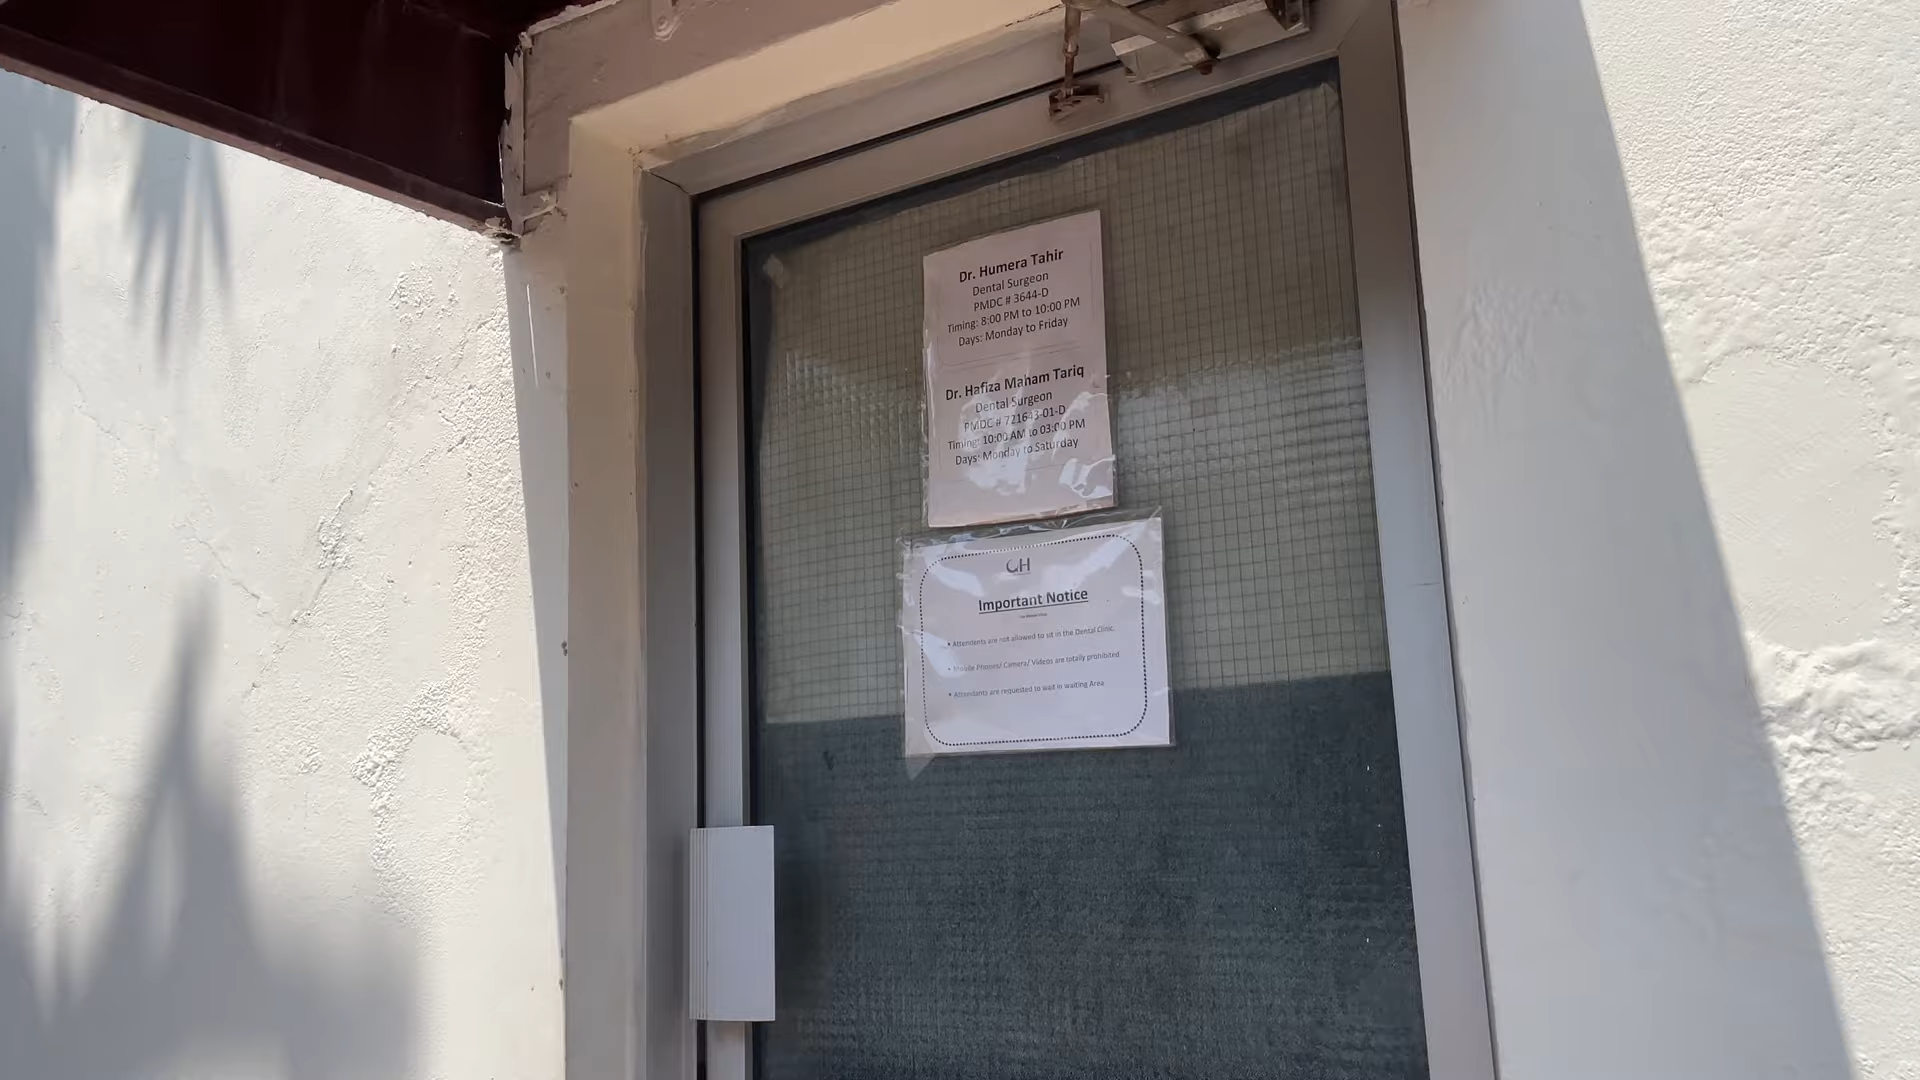 Dr. Humera Tahir
Dental Surgeon
PMDC # 3644-D
Timing: 8:00 PM to 10:00 PM
Days: Monday to Friday
Dr. Hafiza Maham Tariq
Dental Surgeon
PMDC # 721643-01-D
Timing: 10:00 AM to 03:00 PM
Days: Monday to Saturday
CH
Important Notice
• Attendents are not allowed to sit in the Dental Clinic.
• Mobile Phones/ Camera/ Videos are totally prohibited
• Attendants are requested to wait in waiting Area